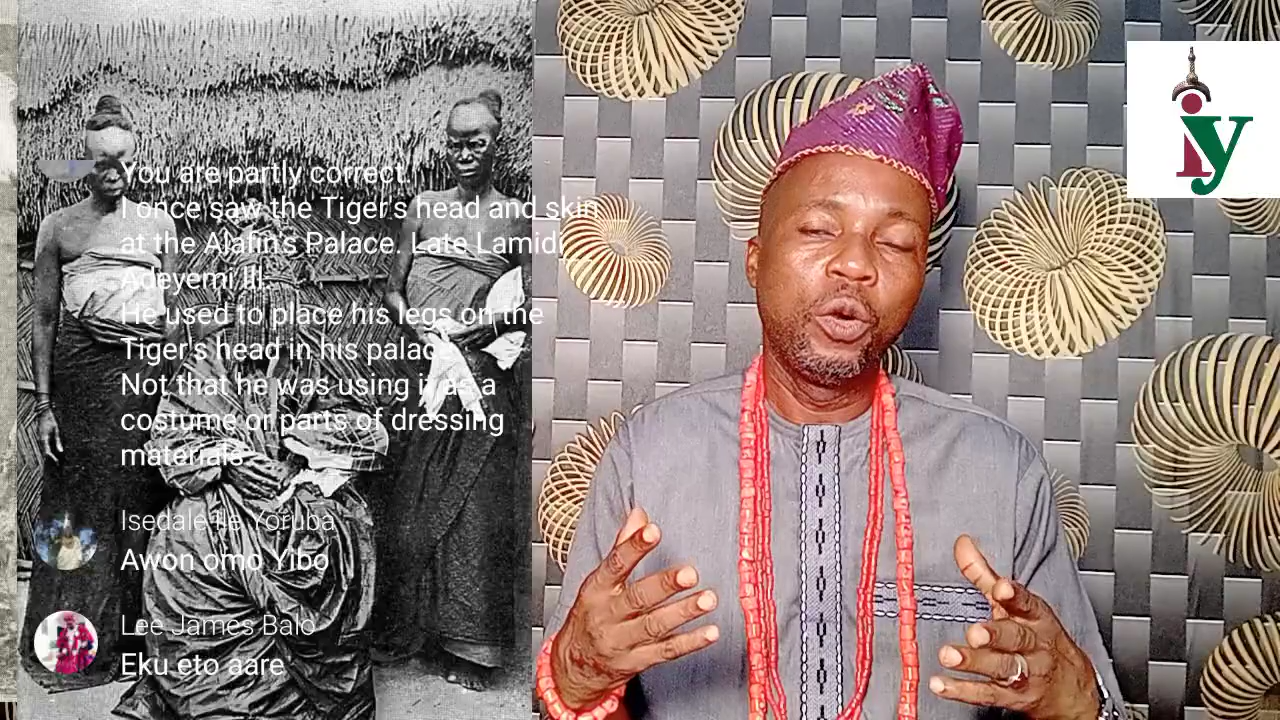 You are partly correct.
I once saw the Tiger's head and skin
at the Alafin's Palace. Late Lamidi
Adeyemi III.
He used to place his legs on the
Tiger's head in his palace.
Not that he was using it as a
costume or parts of dressing
materials
Isedale Ile Yoruba
Awon omo Yibo
Lee James Balo
Eku eto aare
iy